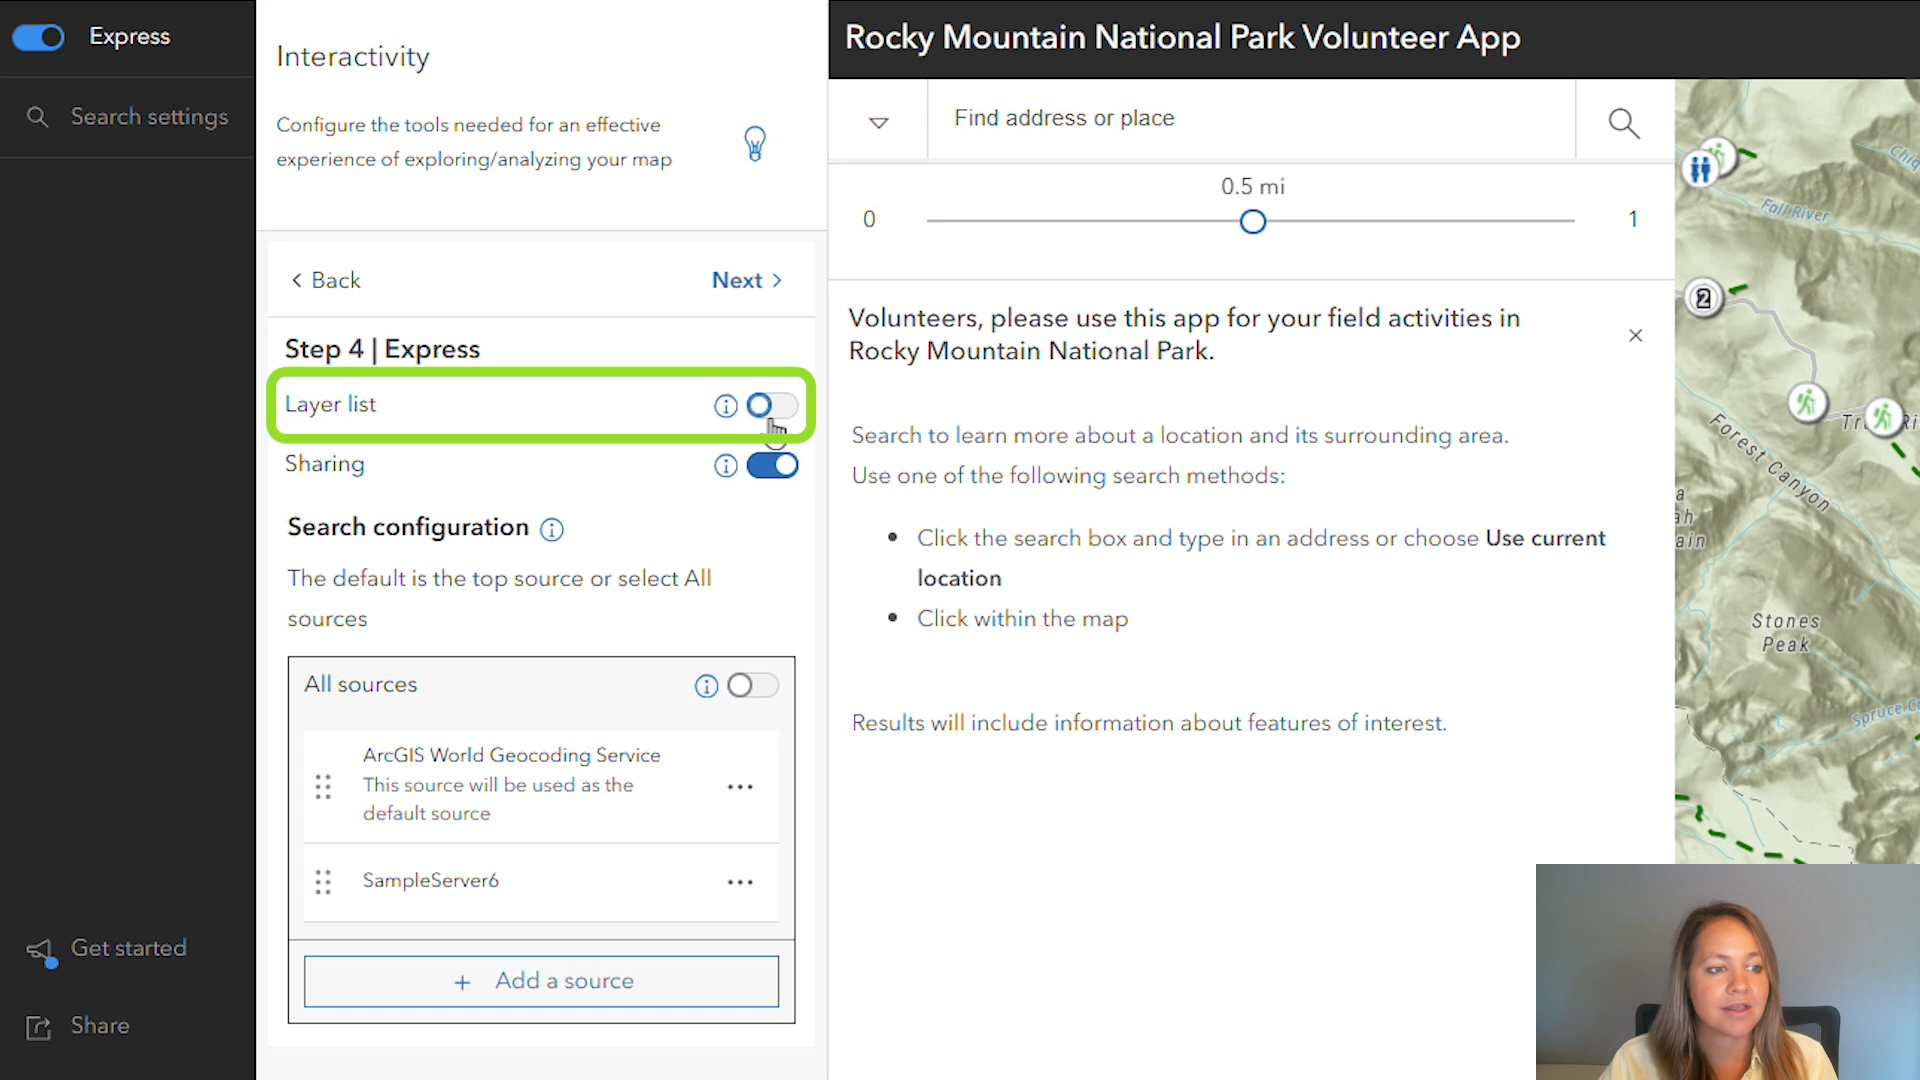 Express
Search settings
Get started
Share
Interactivity
Configure the tools needed for an effective
experience of exploring/analyzing your map
Back
Next
Step 4 | Express
Layer list
Sharing
Search configuration
The default is the top source or select All
sources
All sources
ArcGIS World Geocoding Service
This source will be used as the
default source
SampleServer6
+ Add a source
Rocky Mountain National Park Volunteer App
Find address or place
0.5 mi
0
1
Volunteers, please use this app for your field activities in
Rocky Mountain National Park.
Search to learn more about a location and its surrounding area.
Use one of the following search methods:
• Click the search box and type in an address or choose Use current
location
• Click within the map
Results will include information about features of interest.
Fall River
2
Forest Canyon
Stones
Peak
Spruce